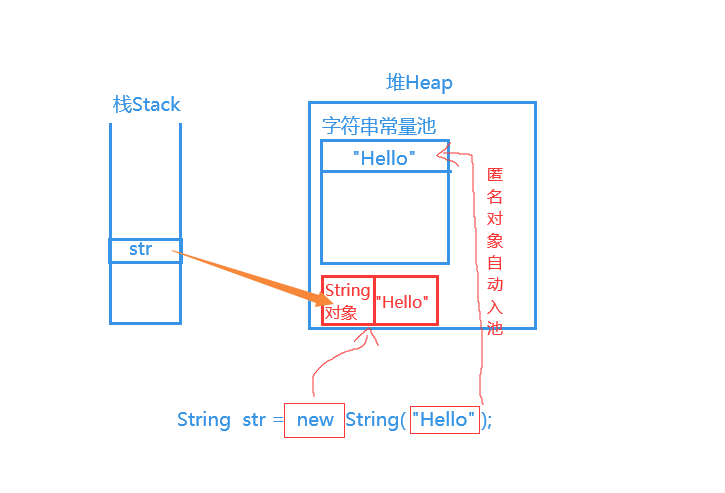 堆Heap
栈Stack
字符串常量池
"Hello"
匿名对象自动入池
str
String
对象
"Hello"
String str = new String( "Hello" );